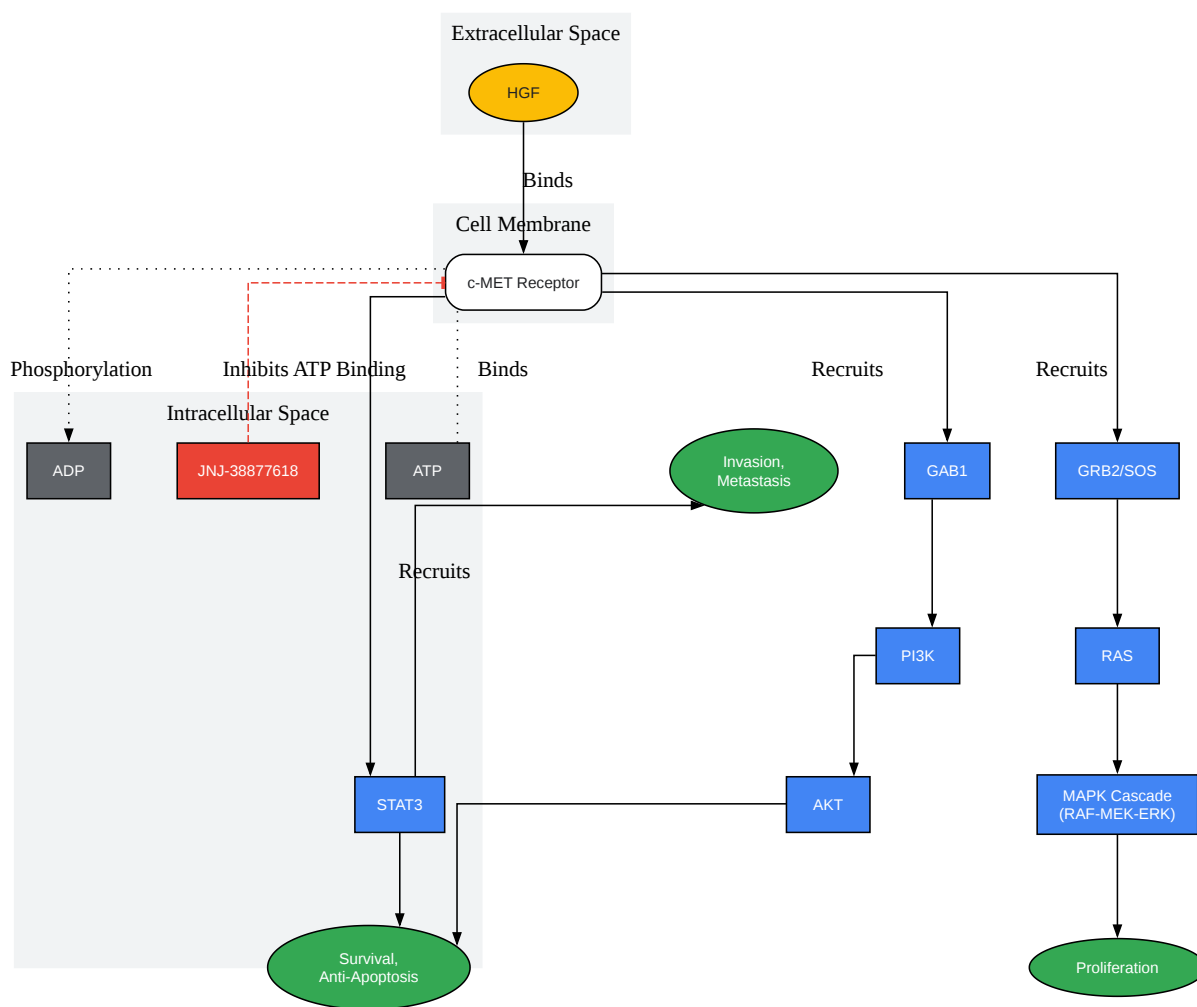 Extracellular Space
HGF
Binds
Cell Membrane
c-MET Receptor
Phosphorylation
Inhibits ATP Binding
Binds
Recruits
Recruits
Intracellular Space
ADP
JNJ-38877618
ATP
Invasion,
Metastasis
GAB1
GRB2/SOS
Recruits
PI3K
RAS
STAT3
AKT
MAPK Cascade
(RAF-MEK-ERK)
Survival,
Anti-Apoptosis
Proliferation